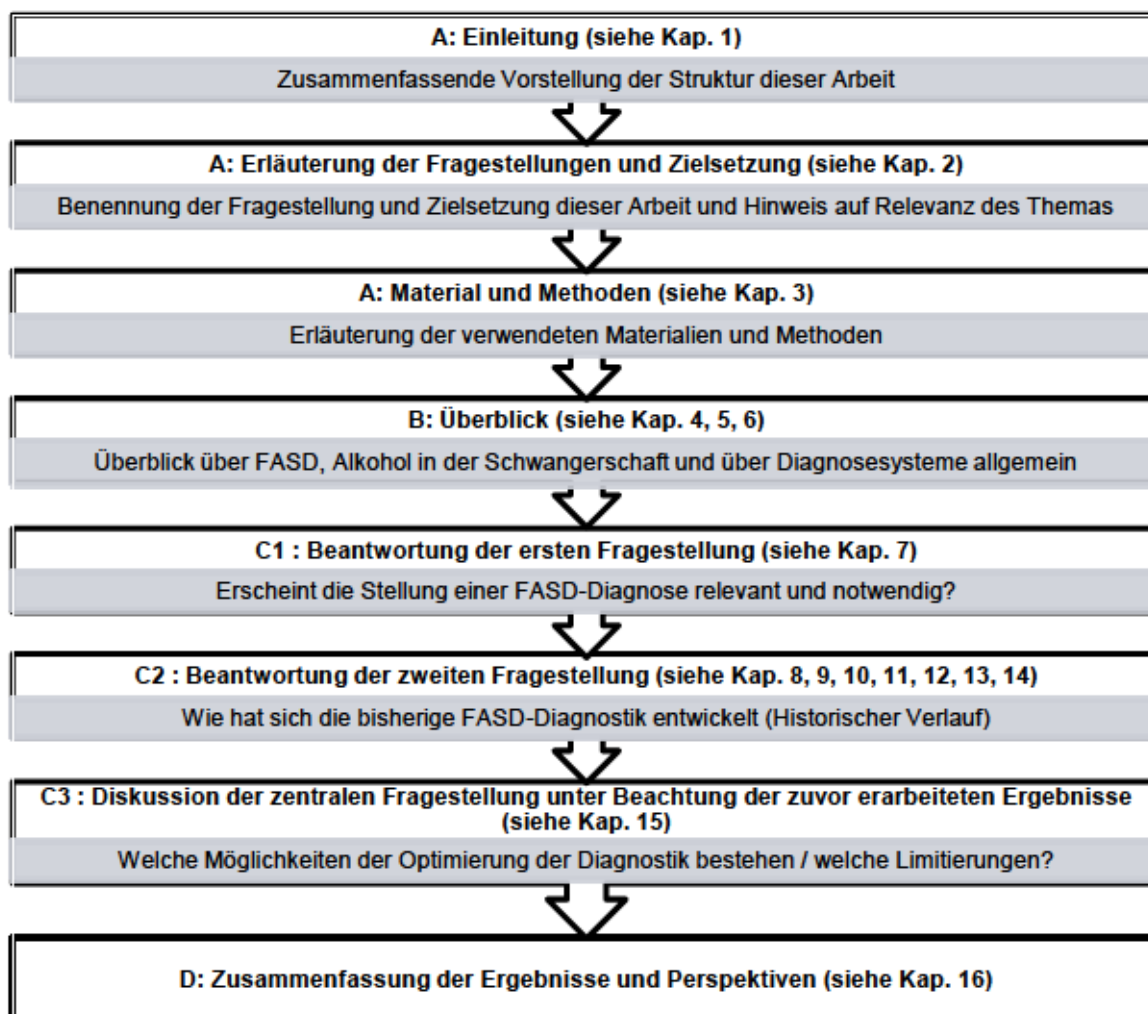 A: Einleitung (siehe Kap. 1)
Zusammenfassende Vorstellung der Struktur dieser Arbeit
A: Erläuterung der Fragestellungen und Zielsetzung (siehe Kap. 2)
Benennung der Fragestellung und Zielsetzung dieser Arbeit und Hinweis auf Relevanz des Themas
A: Material und Methoden (siehe Kap. 3)
Erläuterung der verwendeten Materialien und Methoden
B: Überblick (siehe Kap. 4, 5, 6)
Überblick über FASD, Alkohol in der Schwangerschaft und über Diagnosesysteme allgemein
C1 : Beantwortung der ersten Fragestellung (siehe Kap. 7)
Erscheint die Stellung einer FASD-Diagnose relevant und notwendig?
C2 : Beantwortung der zweiten Fragestellung (siehe Kap. 8, 9, 10, 11, 12, 13, 14)
Wie hat sich die bisherige FASD-Diagnostik entwickelt (Historischer Verlauf)
C3 : Diskussion der zentralen Fragestellung unter Beachtung der zuvor erarbeiteten Ergebnisse
(siehe Kap. 15)
Welche Möglichkeiten der Optimierung der Diagnostik bestehen / welche Limitierungen?
D: Zusammenfassung der Ergebnisse und Perspektiven (siehe Kap. 16)